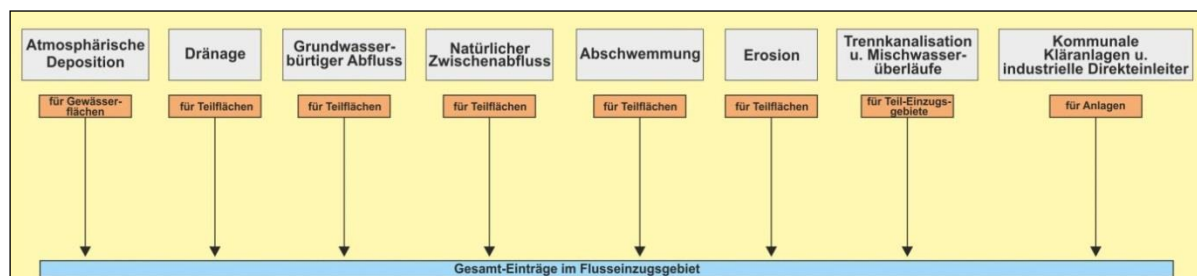 Atmosphärische
Deposition
Dränage
Grundwasser-
bürtiger Abfluss
Natürlicher
Zwischenabfluss
Abschwemmung
Erosion
Trennkanalisation
u. Mischwasser-
überläufe
Kommunale
Kläranlagen u.
industrielle Direkteinleiter
für Gewässer-
flächen
für Teilflächen
für Teilflächen
für Teilflächen
für Teilflächen
für Teilflächen
für Teil-Einzugs-
gebiete
für Anlagen
Gesamt-Einträge im Flusseinzugsgebiet